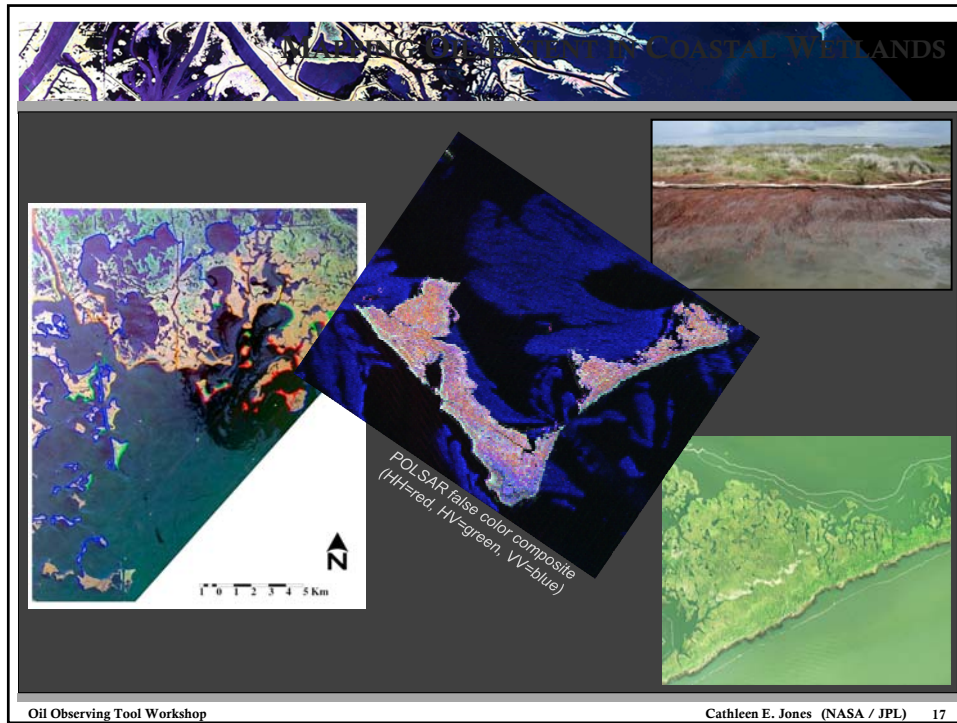 MAPPING OIL EXTENT IN COASTAL WETLANDS
POLSAR false color composite
(HH=red, HV=green, VV=blue)
N
1 0 1 2 3 4 5 Km
Oil Observing Tool Workshop
Cathleen E. Jones (NASA / JPL) 17